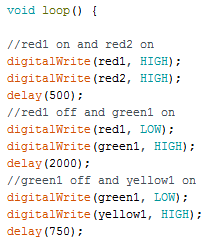 void loop() {
//red1 on and red2 on
digitalWrite(red1, HIGH);
digitalWrite(red2, HIGH);
delay(500);
//red1 off and green1 on
digitalWrite(red1, LOW);
digitalWrite(green1, HIGH);
delay(2000);
//green1 off and yellow1 on
digitalWrite(green1, LOW);
digitalWrite(yellow1, HIGH);
delay(750);